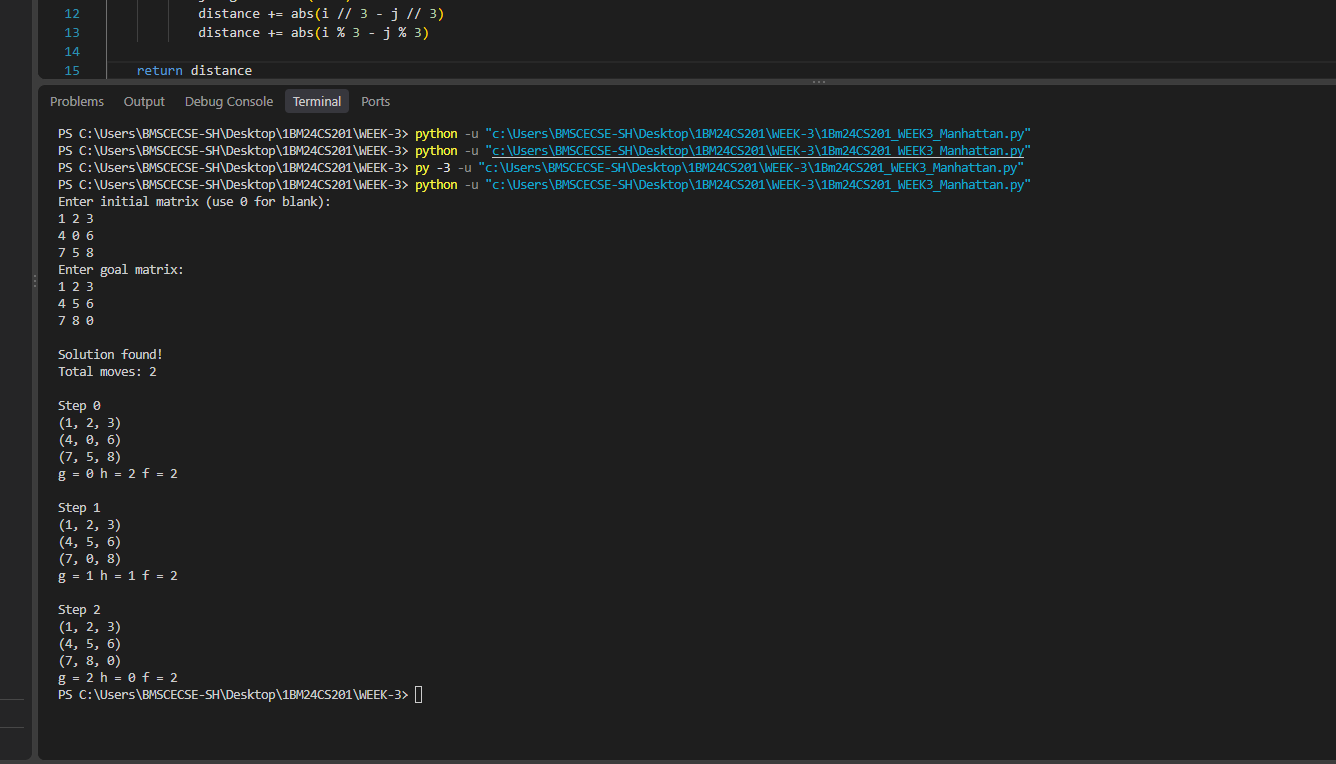 12 distance += abs(i // 3 - j // 3)
13 distance += abs(i % 3 - j % 3)
14
15 return distance
Problems Output Debug Console Terminal Ports
PS C:\Users\BMSCECSE-SH\Desktop\1BM24CS201\WEEK-3> python -u "c:\Users\BMSCECSE-SH\Desktop\1BM24CS201\WEEK-3\1Bm24CS201_WEEK3_Manhattan.py"
PS C:\Users\BMSCECSE-SH\Desktop\1BM24CS201\WEEK-3> python -u "c:\Users\BMSCECSE-SH\Desktop\1BM24CS201\WEEK-3\1Bm24CS201_WEEK3_Manhattan.py"
PS C:\Users\BMSCECSE-SH\Desktop\1BM24CS201\WEEK-3> py -3 -u "c:\Users\BMSCECSE-SH\Desktop\1BM24CS201\WEEK-3\1Bm24CS201_WEEK3_Manhattan.py"
PS C:\Users\BMSCECSE-SH\Desktop\1BM24CS201\WEEK-3> python -u "c:\Users\BMSCECSE-SH\Desktop\1BM24CS201\WEEK-3\1Bm24CS201_WEEK3_Manhattan.py"
Enter initial matrix (use 0 for blank):
1 2 3
4 0 6
7 5 8
Enter goal matrix:
1 2 3
4 5 6
7 8 0
Solution found!
Total moves: 2
Step 0
(1, 2, 3)
(4, 0, 6)
(7, 5, 8)
g = 0 h = 2 f = 2
Step 1
(1, 2, 3)
(4, 5, 6)
(7, 0, 8)
g = 1 h = 1 f = 2
Step 2
(1, 2, 3)
(4, 5, 6)
(7, 8, 0)
g = 2 h = 0 f = 2
PS C:\Users\BMSCECSE-SH\Desktop\1BM24CS201\WEEK-3>